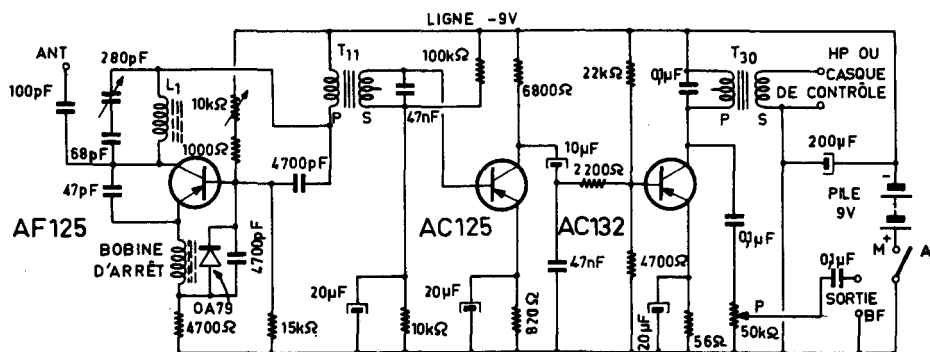 LIGNE -9V
ANT
280pF
T11
100kΩ
T30
HP OU
CASQUE
DE CONTRÔLE
100pF
L1
10kΩ
22kΩ
0,1µF
6800Ω
P S
47nF
P S
68pF
1000Ω
10µF
200µF
47pF
4700pF
2200Ω
PILE
9V
-
AF125
AC125
AC132
BOBINE
D'ARRÊT
4700pF
0,1µF
M+
A
47nF
4700Ω
0,1µF
OA79
20µF
20µF
P
SORTIE
BF
4700Ω
15kΩ
10kΩ
820Ω
20µF
56Ω
50kΩ